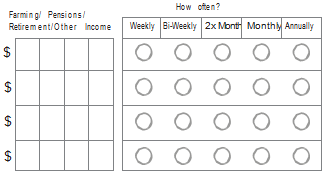 How often?
Farming/ Pensions/
Retirement/Other Income
Weekly Bi-Weekly 2x Month Monthly Annually
$
$
$
$